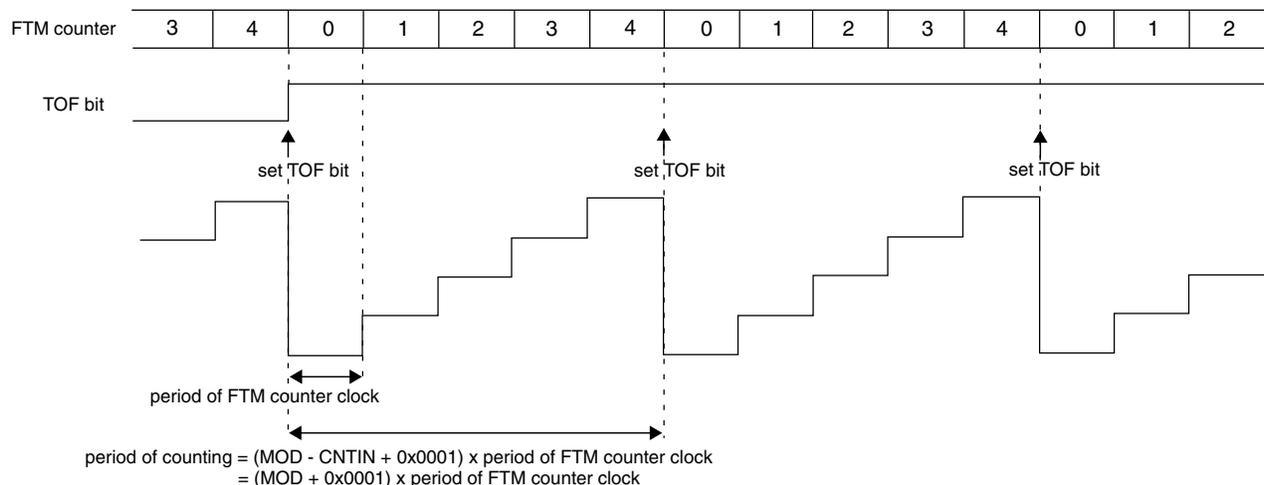 FTM counter 3 4 0 1 2 3 4 0 1 2 3 4 0 1 2
TOF bit
set TOF bit set TOF bit set TOF bit
period of FTM counter clock
period of counting = (MOD - CNTIN + 0x0001) x period of FTM counter clock
= (MOD + 0x0001) x period of FTM counter clock